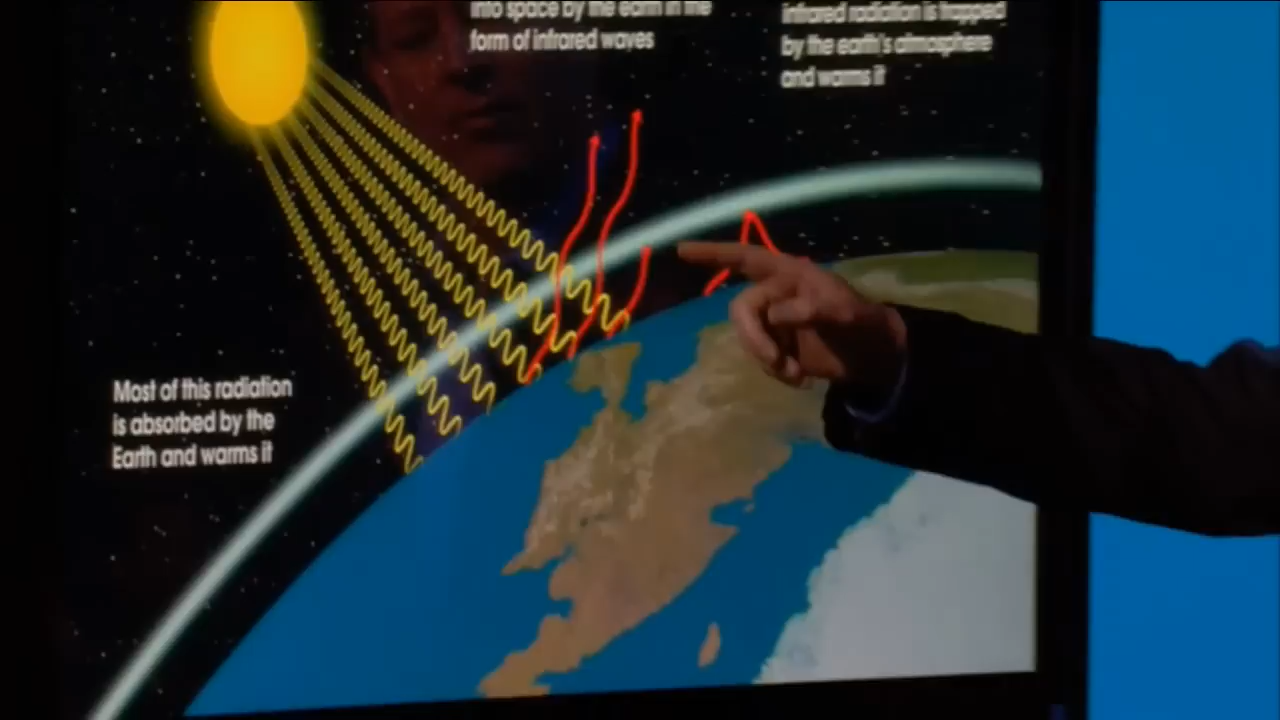 into space by the earth in the
form of infrared waves
infrared radiation is trapped
by the earth's atmosphere
and warms it
Most of this radiation
is absorbed by the
Earth and warms it